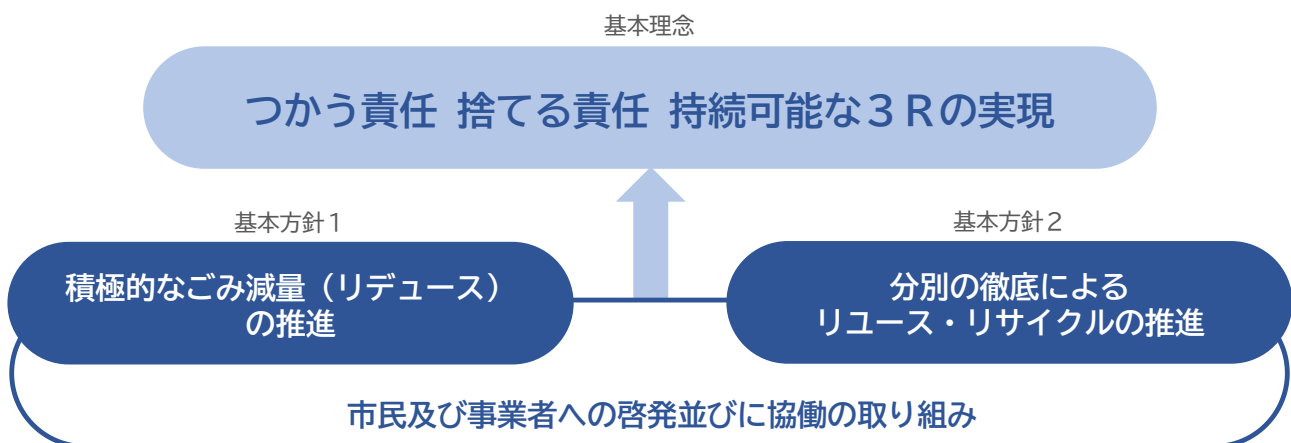 基本理念
つかう責任 捨てる責任 持続可能な３Ｒの実現
基本方針１
積極的なごみ減量（リデュース）
の推進
基本方針２
分別の徹底による
リユース・リサイクルの推進
市民及び事業者への啓発並びに協働の取り組み